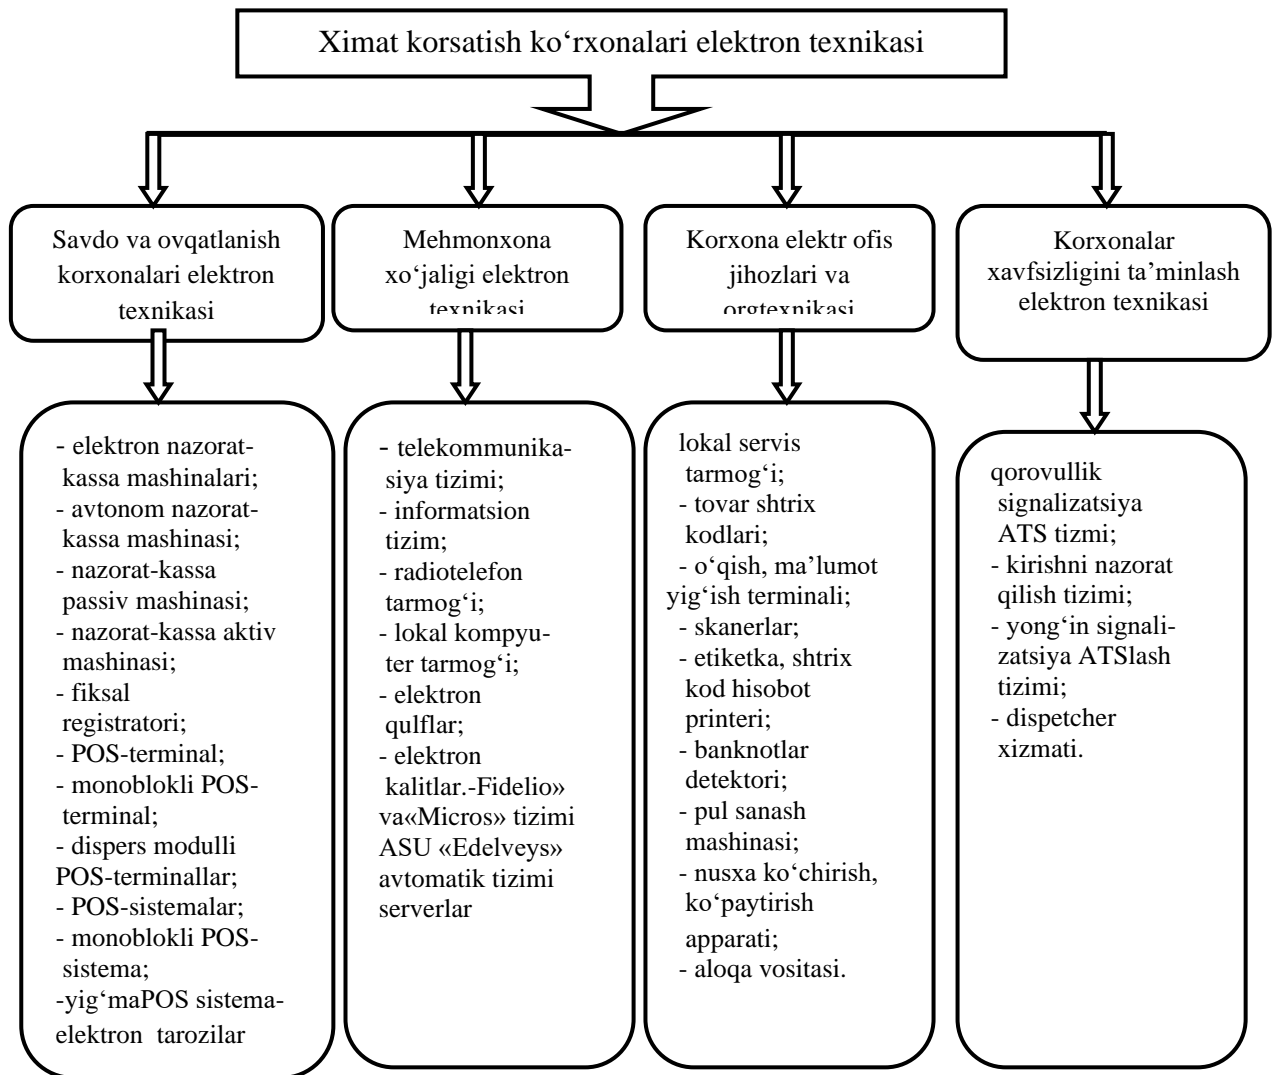 Ximat korsatish ko‘rxonalari elektron texnikasi
Savdo va ovqatlanish
korxonalari elektron
texnikasi
Mehmonxona
xo‘jaligi elektron
texnikasi
Korxona elektr ofis
jihozlari va
orgtexnikasi
Korxonalar
xavfsizligini ta’minlash
elektron texnikasi
- elektron nazorat-
kassa mashinalari;
- avtonom nazorat-
kassa mashinasi;
- nazorat-kassa
passiv mashinasi;
- nazorat-kassa aktiv
mashinasi;
- fiksal
registratori;
- POS-terminal;
- monoblokli POS-
terminal;
- dispers modulli
POS-terminallar;
- POS-sistemalar;
- monoblokli POS-
sistema;
-yig‘maPOS sistema-
elektron tarozilar
- telekommunika-
siya tizimi;
- informatsion
tizim;
- radiotelefon
tarmog‘i;
- lokal kompyu-
ter tarmog‘i;
- elektron
qulflar;
- elektron
kalitlar.-Fidelio»
va«Micros» tizimi
ASU «Edelveys»
avtomatik tizimi
serverlar
lokal servis
tarmog‘i;
- tovar shtrix
kodlari;
- o‘qish, ma’lumot
yig‘ish terminali;
- skanerlar;
- etiketka, shtrix
kod hisobot
printeri;
- banknotlar
detektori;
- pul sanash
mashinasi;
- nusxa ko‘chirish,
ko‘paytirish
apparati;
- aloqa vositasi.
qorovullik
signalizatsiya
ATS tizmi;
- kirishni nazorat
qilish tizimi;
- yong‘in signali-
zatsiya ATSlash
tizimi;
- dispetcher
xizmati.